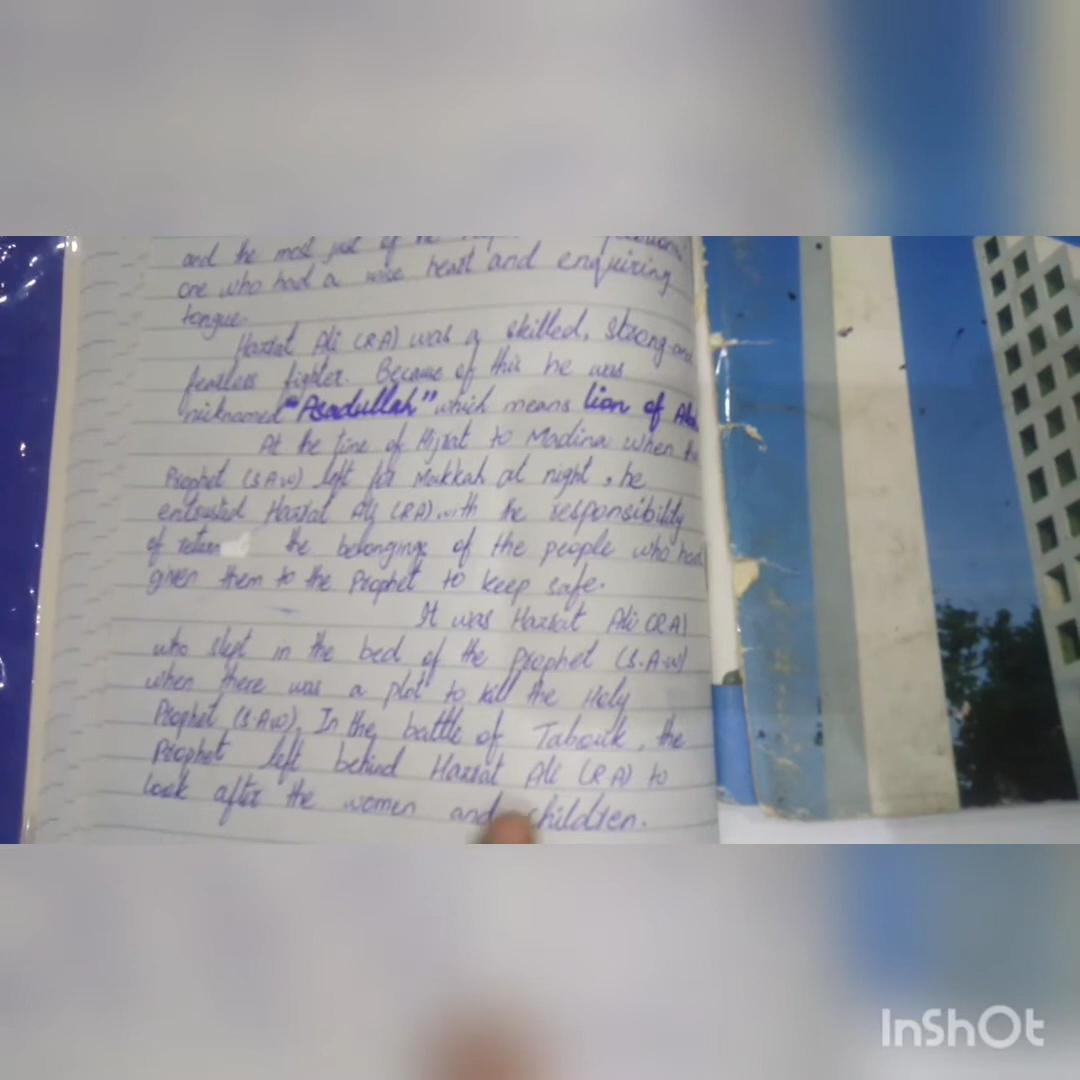 and the most just of the
one who had a wise heart and enquiring
tongue.
Hazrat Ali (RA) was a skilled, strong and
fearless fighter. Because of this he was
nicknamed "Asadullah" which means lion of
At the time of Hijrat to Madina when the
Prophet (S.A.W) left for Makkah at night, he
entrusted Hazrat Ali (RA) with the responsibility
of return the belongings of the people who had
given them to the Prophet to keep safe.
It was Hazrat Ali (RA)
who slept in the bed of the Prophet (S.A.W)
when there was a plot to kill the Holy
Prophet (S.A.W). In the battle of Tabouk, the
Prophet left behind Hazrat Ali (RA) to
look after the women and children.
InShOt